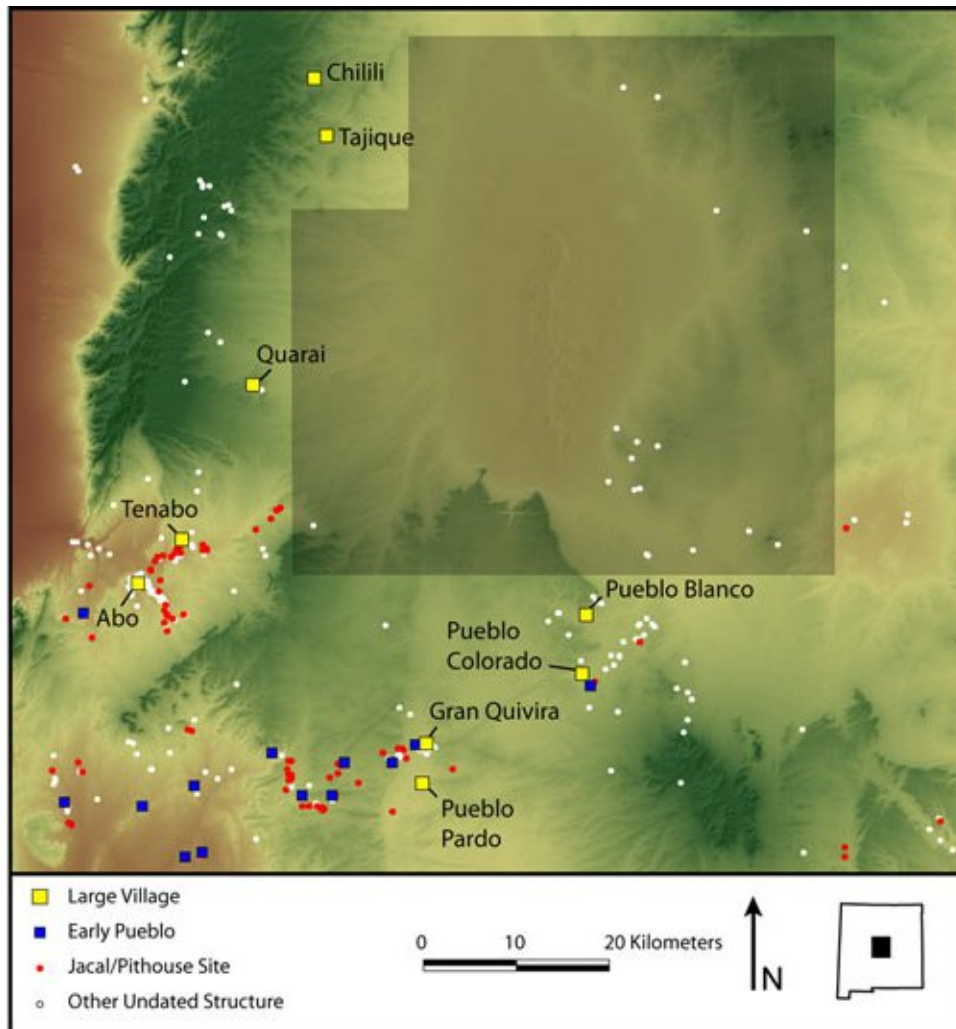 Chilili
Tajique
Quarai
Tenabo
Abo
Pueblo Blanco
Pueblo
Colorado
Gran Quivira
Pueblo
Pardo
Large Village
Early Pueblo
Jacal/Pithouse Site
Other Undated Structure
0 10 20 Kilometers
N